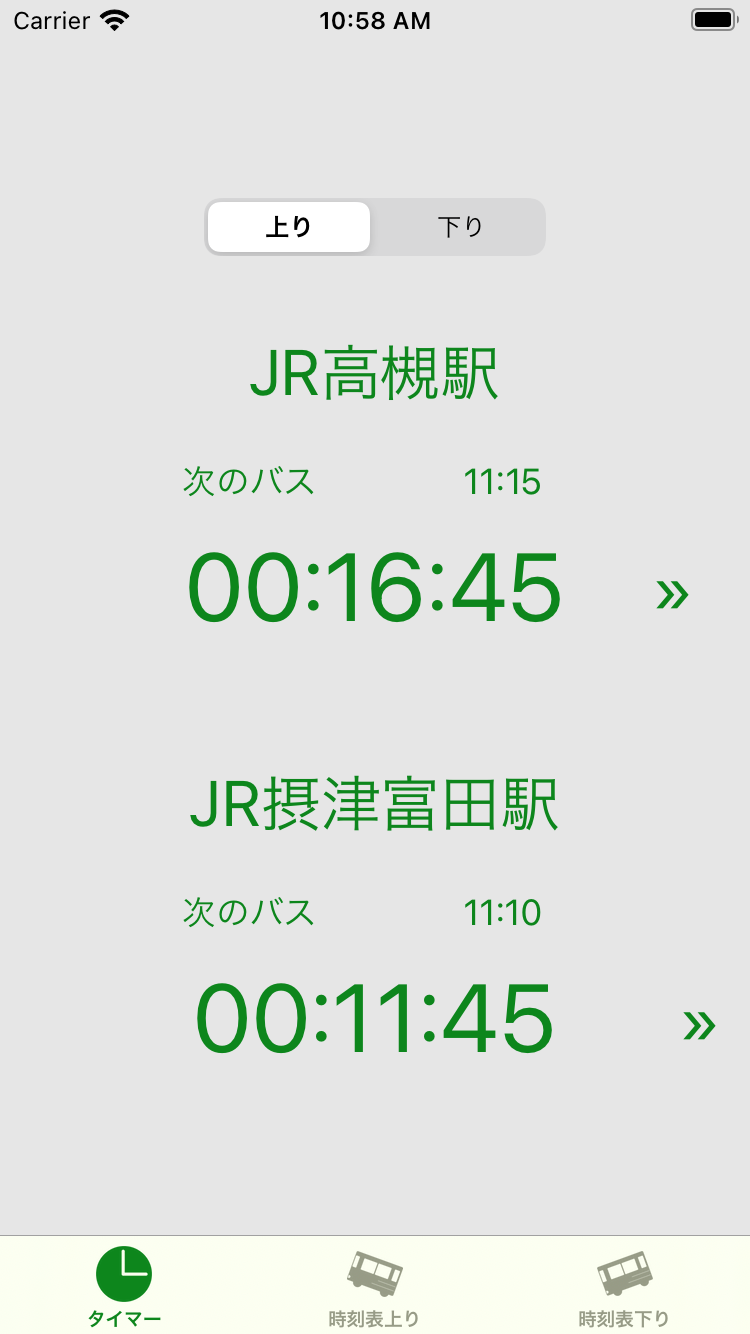 Carrier 10:58 AM
上り 下り
JR高槻駅
次のバス 11:15
00:16:45 »
JR摂津富田駅
次のバス 11:10
00:11:45 »
タイマー 時刻表上り 時刻表下り